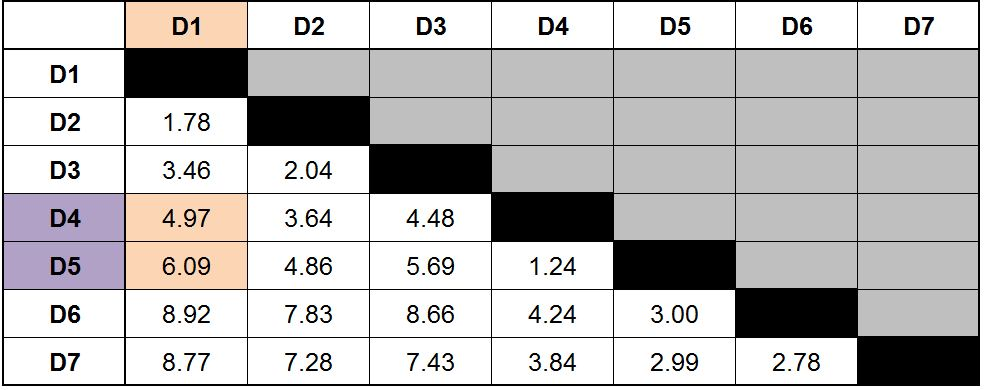 D1 D2 D3 D4 D5 D6 D7
D1
D2 1.78
D3 3.46 2.04
D4 4.97 3.64 4.48
D5 6.09 4.86 5.69 1.24
D6 8.92 7.83 8.66 4.24 3.00
D7 8.77 7.28 7.43 3.84 2.99 2.78